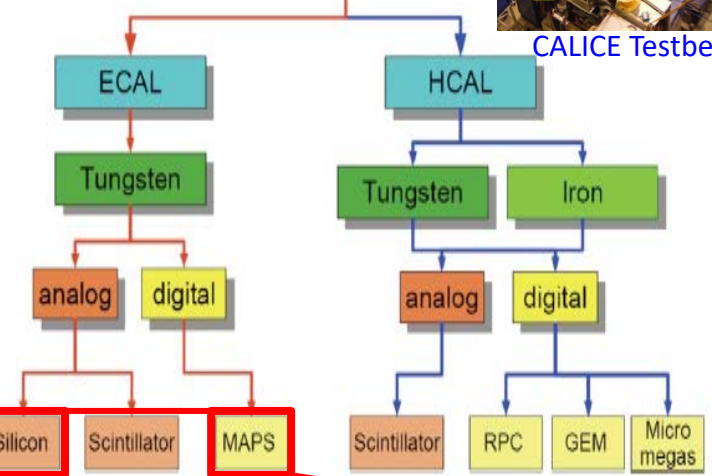 CALICE Testbe
ECAL
HCAL
Tungsten
Tungsten
Iron
analog
digital
analog
digital
Silicon
Scintillator
MAPS
Scintillator
RPC
GEM
Micro
megas